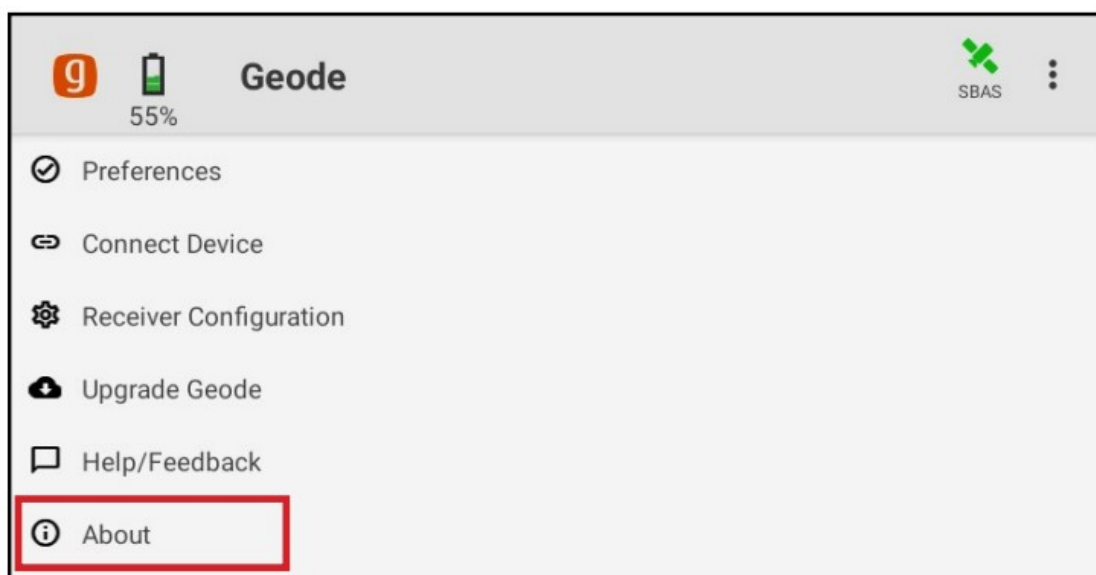 g
Geode
55%
SBAS
Preferences
Connect Device
Receiver Configuration
Upgrade Geode
Help/Feedback
About